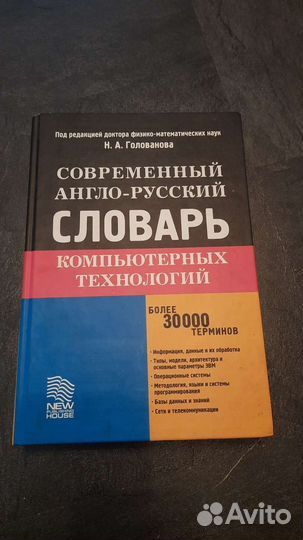 Под редакцией доктора физико-математических наук
Н. А. Голованова
СОВРЕМЕННЫЙ
АНГЛО-РУССКИЙ
СЛОВАРЬ
КОМПЬЮТЕРНЫХ
ТЕХНОЛОГИЙ
БОЛЕЕ
30000
ТЕРМИНОВ
• Информация, данные и их обработка
• Типы, модели, архитектура и
основные параметры ЭВМ
• Операционные системы
• Методология, языки и системы
программирования
• Базы данных и знаний
• Сети и телекоммуникации
NEW
PUBLISHING
HOUSE
Avito